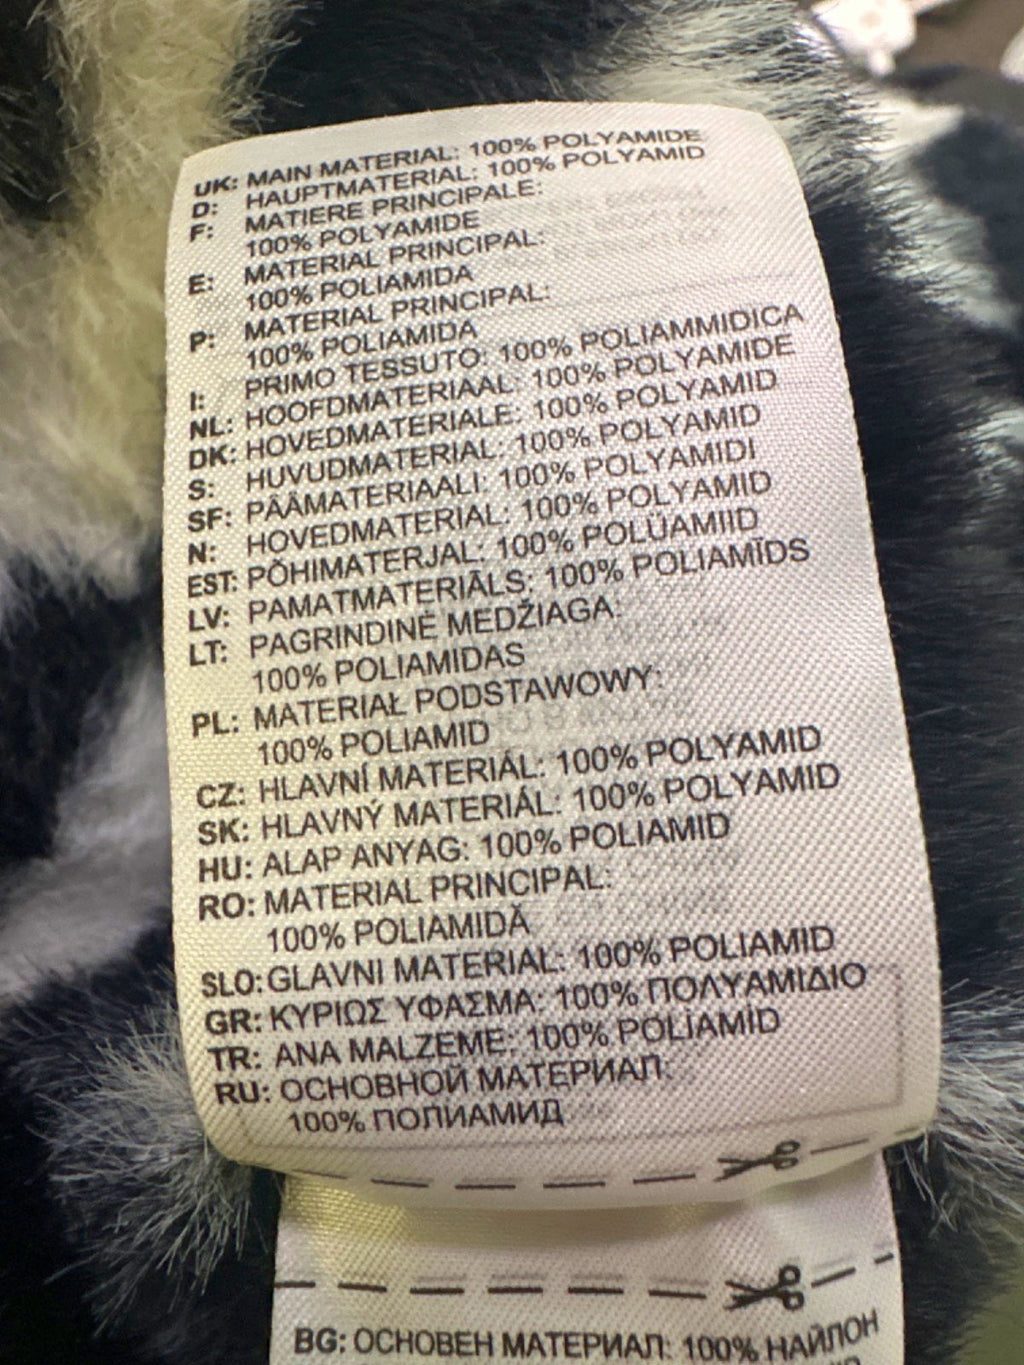 UK: MAIN MATERIAL: 100% POLYAMIDE
D: HAUPTMATERIAL: 100% POLYAMID
F: MATIERE PRINCIPALE:
100% POLYAMIDE
E: MATERIAL PRINCIPAL:
100% POLIAMIDA
P: MATERIAL PRINCIPAL:
100% POLIAMIDA
I: PRIMO TESSUTO: 100% POLIAMMIDICA
NL: HOOFDMATERIAAL: 100% POLYAMIDE
DK: HOVEDMATERIALE: 100% POLYAMID
S: HUVUDMATERIAL: 100% POLYAMID
SF: PÄÄMATERIAALI: 100% POLYAMIDI
N: HOVEDMATERIAL: 100% POLYAMID
EST: PÕHIMATERJAL: 100% POLÜAMIID
LV: PAMATMATERIĀLS: 100% POLIAMĪDS
LT: PAGRINDINĖ MEDŽIAGA:
100% POLIAMIDAS
PL: MATERIAŁ PODSTAWOWY:
100% POLIAMID
CZ: HLAVNÍ MATERIÁL: 100% POLYAMID
SK: HLAVNÝ MATERIÁL: 100% POLYAMID
HU: ALAP ANYAG: 100% POLIAMID
RO: MATERIAL PRINCIPAL:
100% POLIAMIDĂ
SLO: GLAVNI MATERIAL: 100% POLIAMID
GR: ΚΥΡΙΩΣ ΥΦΑΣΜΑ: 100% ΠΟΛΥΑΜΙΔΙΟ
TR: ANA MALZEME: 100% POLİAMİD
RU: ОСНОВНОЙ МАТЕРИАЛ:
100% ПОЛИАМИД
BG: ОСНОВЕН МАТЕРИАЛ: 100% НАЙЛОН